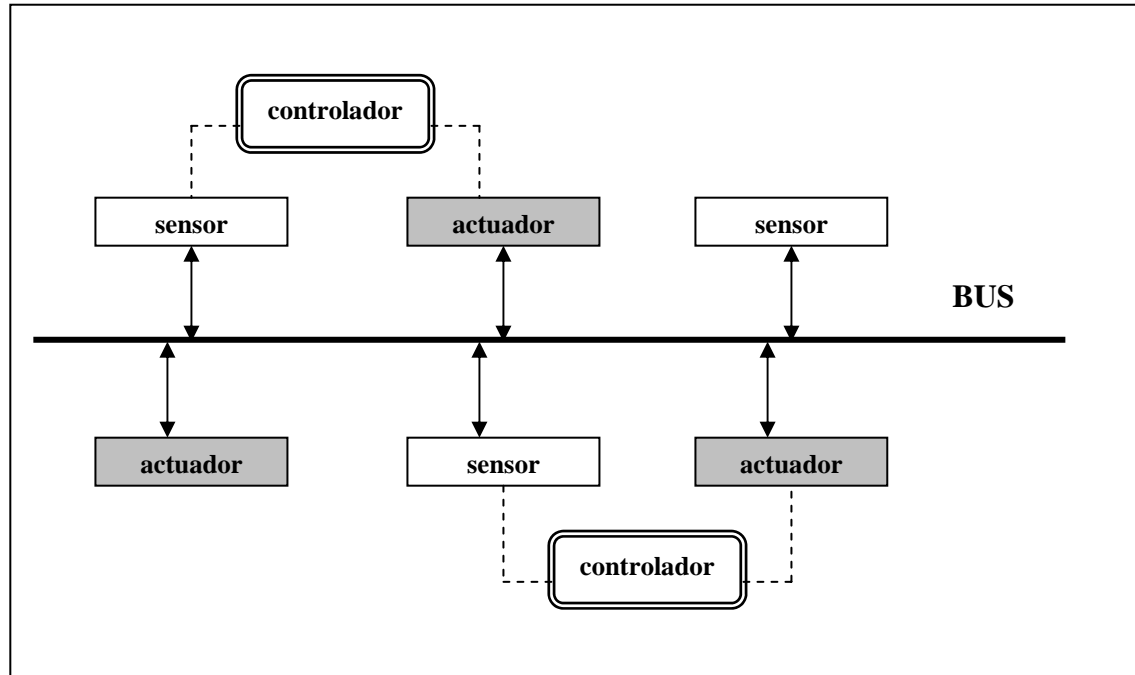 controlador
sensor
actuador
sensor
BUS
actuador
sensor
actuador
controlador